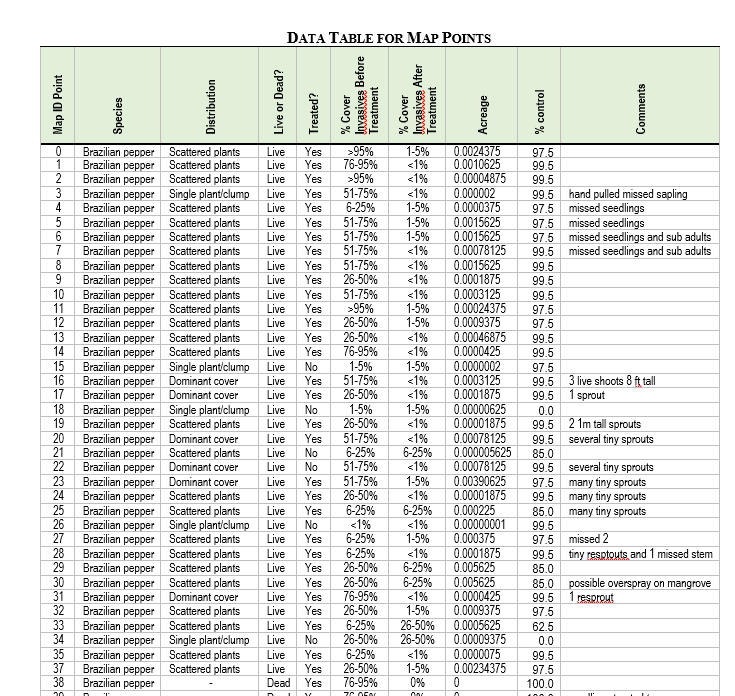 DATA TABLE FOR MAP POINTS
Map ID Point Species Distribution Live or Dead? Treated? % Cover Invasives Before Treatment % Cover Invasives After Treatment Acreage % control Comments
0 Brazilian pepper Scattered plants Live Yes >95% 1-5% 0.0024375 97.5
1 Brazilian pepper Scattered plants Live Yes 76-95% <1% 0.0010625 99.5
2 Brazilian pepper Scattered plants Live Yes >95% <1% 0.00004875 99.5
3 Brazilian pepper Single plant/clump Live Yes 51-75% <1% 0.000002 99.5 hand pulled missed sapling
4 Brazilian pepper Scattered plants Live Yes 6-25% 1-5% 0.0000375 97.5 missed seedlings
5 Brazilian pepper Scattered plants Live Yes 51-75% 1-5% 0.0015625 97.5 missed seedlings
6 Brazilian pepper Scattered plants Live Yes 51-75% 1-5% 0.0015625 97.5 missed seedlings and sub adults
7 Brazilian pepper Scattered plants Live Yes 51-75% <1% 0.00078125 99.5 missed seedlings and sub adults
8 Brazilian pepper Scattered plants Live Yes 51-75% <1% 0.0015625 99.5
9 Brazilian pepper Scattered plants Live Yes 26-50% <1% 0.0001875 99.5
10 Brazilian pepper Scattered plants Live Yes 51-75% <1% 0.0003125 99.5
11 Brazilian pepper Scattered plants Live Yes >95% 1-5% 0.00024375 97.5
12 Brazilian pepper Scattered plants Live Yes 26-50% 1-5% 0.0009375 97.5
13 Brazilian pepper Scattered plants Live Yes 26-50% <1% 0.00046875 99.5
14 Brazilian pepper Scattered plants Live Yes 76-95% <1% 0.0000425 99.5
15 Brazilian pepper Single plant/clump Live No 1-5% 1-5% 0.0000002 97.5
16 Brazilian pepper Dominant cover Live Yes 51-75% <1% 0.0003125 99.5 3 live shoots 8 ft tall
17 Brazilian pepper Dominant cover Live Yes 26-50% <1% 0.0001875 99.5 1 sprout
18 Brazilian pepper Single plant/clump Live No 1-5% 1-5% 0.00000625 0.0
19 Brazilian pepper Scattered plants Live Yes 26-50% <1% 0.00001875 99.5 2 1m tall sprouts
20 Brazilian pepper Dominant cover Live Yes 51-75% <1% 0.00078125 99.5 several tiny sprouts
21 Brazilian pepper Scattered plants Live No 6-25% 6-25% 0.000005625 85.0
22 Brazilian pepper Dominant cover Live No 51-75% <1% 0.00078125 99.5 several tiny sprouts
23 Brazilian pepper Dominant cover Live Yes 51-75% 1-5% 0.00390625 97.5 many tiny sprouts
24 Brazilian pepper Scattered plants Live Yes 26-50% <1% 0.00001875 99.5 many tiny sprouts
25 Brazilian pepper Scattered plants Live Yes 6-25% 6-25% 0.000225 85.0 many tiny sprouts
26 Brazilian pepper Single plant/clump Live No <1% <1% 0.00000001 99.5
27 Brazilian pepper Scattered plants Live Yes 6-25% 1-5% 0.000375 97.5 missed 2
28 Brazilian pepper Scattered plants Live Yes 6-25% <1% 0.0001875 99.5 tiny resptouts and 1 missed stem
29 Brazilian pepper Scattered plants Live Yes 26-50% 6-25% 0.005625 85.0
30 Brazilian pepper Scattered plants Live Yes 26-50% 6-25% 0.005625 85.0 possible overspray on mangrove
31 Brazilian pepper Dominant cover Live Yes 76-95% <1% 0.0000425 99.5 1 resprout
32 Brazilian pepper Scattered plants Live Yes 26-50% 1-5% 0.0009375 97.5
33 Brazilian pepper Scattered plants Live Yes 6-25% 26-50% 0.0005625 62.5
34 Brazilian pepper Single plant/clump Live No 26-50% 26-50% 0.00009375 0.0
35 Brazilian pepper Scattered plants Live Yes 6-25% <1% 0.0000075 99.5
37 Brazilian pepper Scattered plants Live Yes 26-50% 1-5% 0.00234375 97.5
38 Brazilian pepper - Dead Yes 76-95% 0% 0 100.0